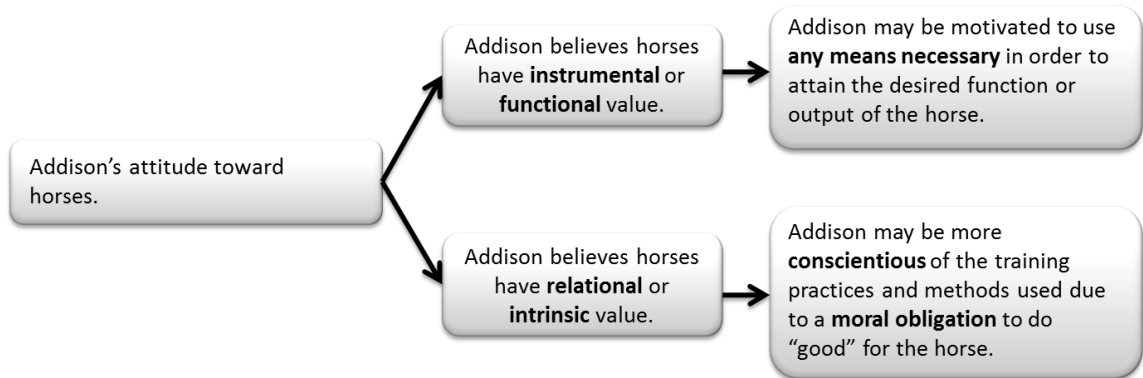 Addison’s attitude toward
horses.
Addison believes horses
have instrumental or
functional value.
Addison may be motivated to use
any means necessary in order to
attain the desired function or
output of the horse.
Addison believes horses
have relational or
intrinsic value.
Addison may be more
conscientious of the training
practices and methods used due
to a moral obligation to do
“good” for the horse.